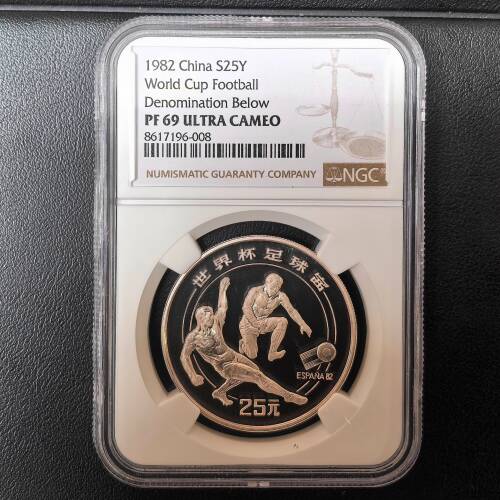 1982 China S25Y
World Cup Football
Denomination Below
PF 69 ULTRA CAMEO
8617196-008
NUMISMATIC GUARANTY COMPANY NGC
世界杯足球赛
ESPAÑA 82
25元